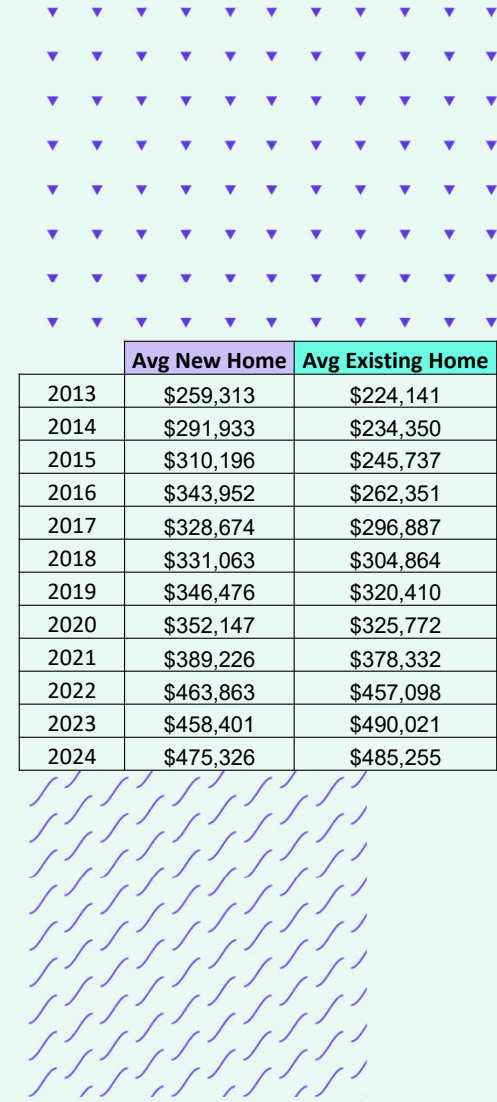 Avg New Home Avg Existing Home
2013 $259,313 $224,141
2014 $291,933 $234,350
2015 $310,196 $245,737
2016 $343,952 $262,351
2017 $328,674 $296,887
2018 $331,063 $304,864
2019 $346,476 $320,410
2020 $352,147 $325,772
2021 $389,226 $378,332
2022 $463,863 $457,098
2023 $458,401 $490,021
2024 $475,326 $485,255